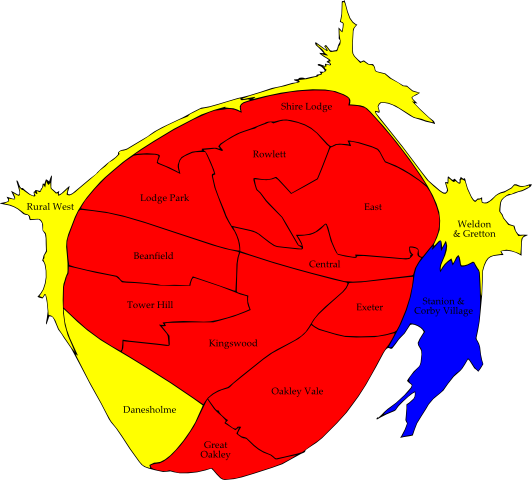 Shire Lodge
Rowlett
Lodge Park
Rural West
East
Weldon
& Gretton
Beanfield
Central
Tower Hill
Exeter
Stanion &
Corby Village
Kingswood
Oakley Vale
Danesholme
Great
Oakley